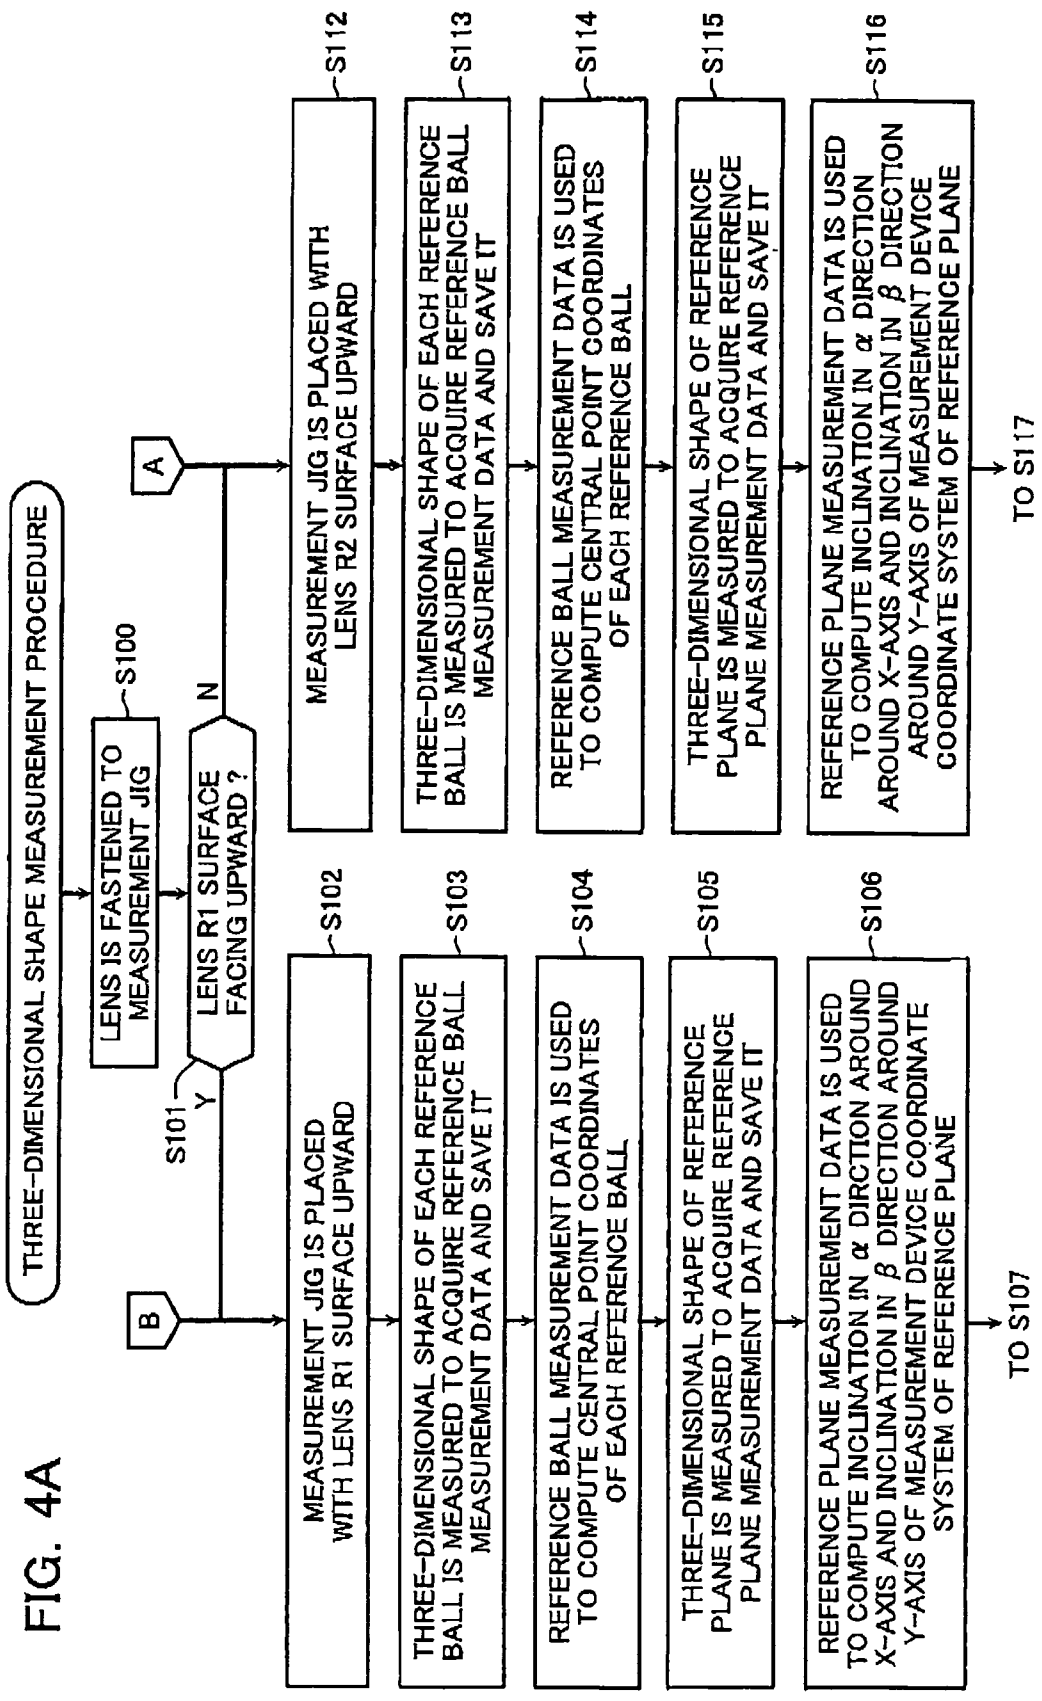 FIG. 4A
THREE-DIMENSIONAL SHAPE MEASUREMENT PROCEDURE
LENS IS FASTENED TO
MEASUREMENT JIG
S100
LENS R1 SURFACE
FACING UPWARD ?
S101
Y
N
B
MEASUREMENT JIG IS PLACED
WITH LENS R1 SURFACE UPWARD
S102
THREE-DIMENSIONAL SHAPE OF EACH REFERENCE
BALL IS MEASURED TO ACQUIRE REFERENCE BALL
MEASUREMENT DATA AND SAVE IT
S103
REFERENCE BALL MEASUREMENT DATA IS USED
TO COMPUTE CENTRAL POINT COORDINATES
OF EACH REFERENCE BALL
S104
THREE-DIMENSIONAL SHAPE OF REFERENCE
PLANE IS MEASURED TO ACQUIRE REFERENCE
PLANE MEASUREMENT DATA AND SAVE IT
S105
REFERENCE PLANE MEASUREMENT DATA IS USED
TO COMPUTE INCLINATION IN α DIRCTION AROUND
X-AXIS AND INCLINATION IN β DIRECTION AROUND
Y-AXIS OF MEASUREMENT DEVICE COORDINATE
SYSTEM OF REFERENCE PLANE
S106
TO S107
A
MEASUREMENT JIG IS PLACED WITH
LENS R2 SURFACE UPWARD
S112
THREE-DIMENSIONAL SHAPE OF EACH REFERENCE
BALL IS MEASURED TO ACQUIRE REFERENCE BALL
MEASUREMENT DATA AND SAVE IT
S113
REFERENCE BALL MEASUREMENT DATA IS USED
TO COMPUTE CENTRAL POINT COORDINATES
OF EACH REFERENCE BALL
S114
THREE-DIMENSIONAL SHAPE OF REFERENCE
PLANE IS MEASURED TO ACQUIRE REFERENCE
PLANE MEASUREMENT DATA AND SAVE IT
S115
REFERENCE PLANE MEASUREMENT DATA IS USED
TO COMPUTE INCLINATION IN α DIRECTION
AROUND X-AXIS AND INCLINATION IN β DIRECTION
AROUND Y-AXIS OF MEASUREMENT DEVICE
COORDINATE SYSTEM OF REFERENCE PLANE
S116
TO S117